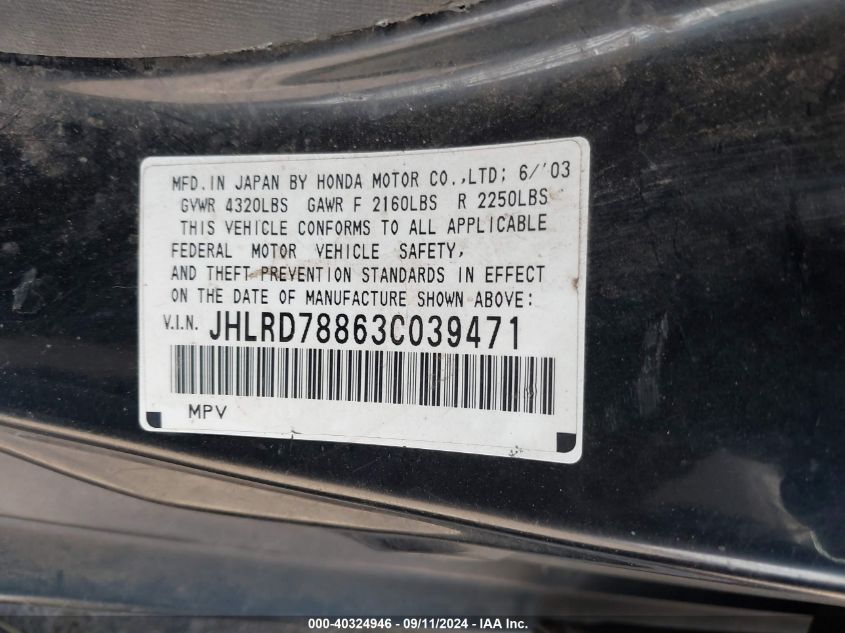 MFD.IN JAPAN BY HONDA MOTOR CO.,LTD; 6/'03
GVWR 4320LBS GAWR F 2160LBS R 2250LBS
THIS VEHICLE CONFORMS TO ALL APPLICABLE
FEDERAL MOTOR VEHICLE SAFETY,
AND THEFT PREVENTION STANDARDS IN EFFECT
ON THE DATE OF MANUFACTURE SHOWN ABOVE:
V.I.N. JHLRD78863C039471
MPV
000-40324946 - 09/11/2024 - IAA Inc.